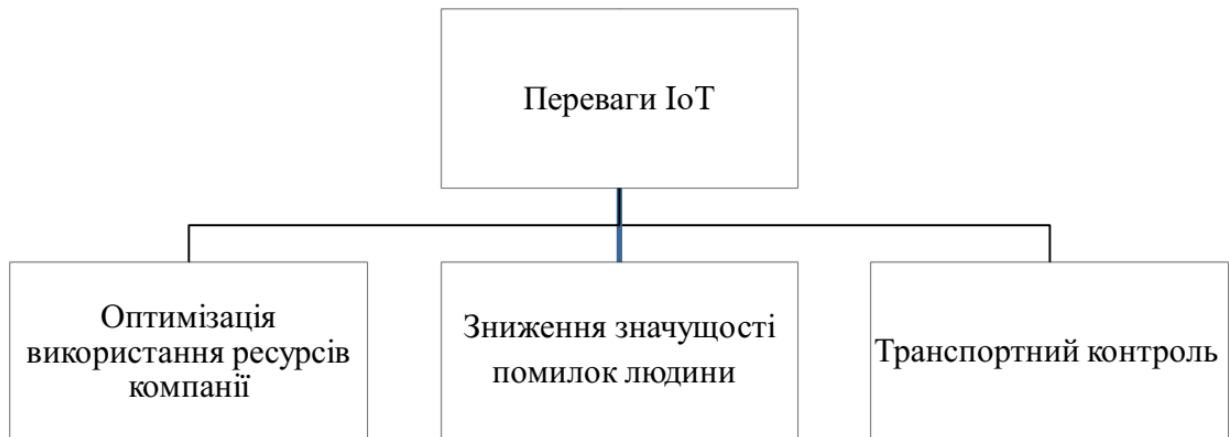 Переваги IoT
Оптимізація
використання ресурсів
компанії
Зниження значущості
помилок людини
Транспортний контроль